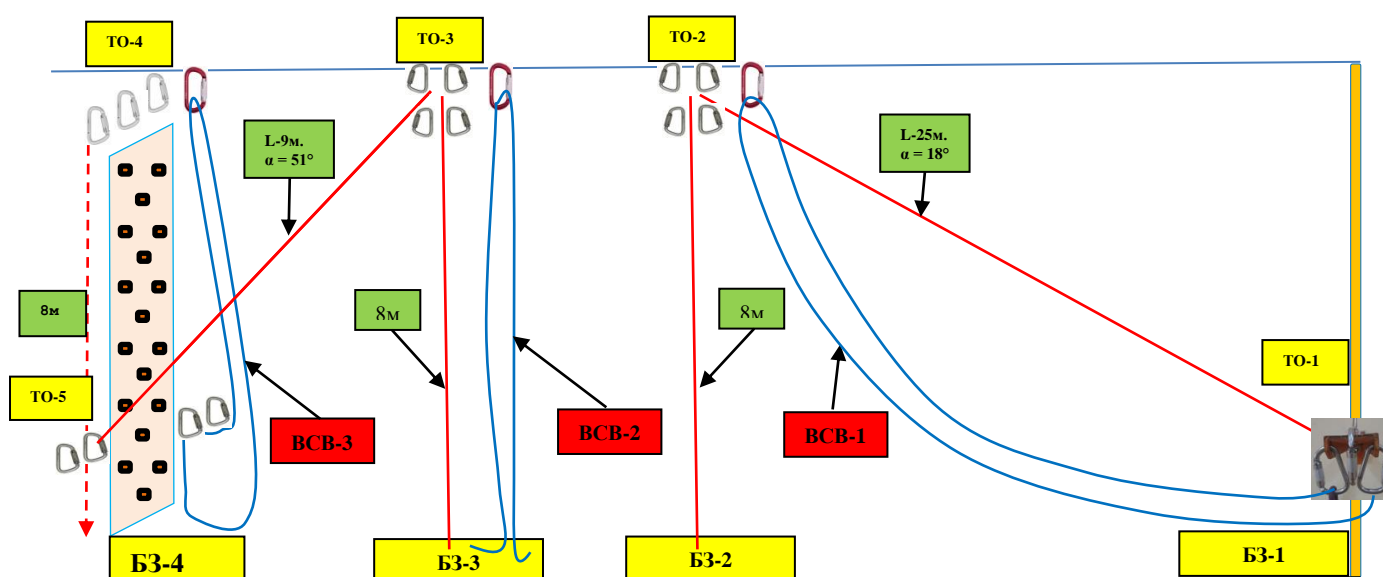 ТО-4
ТО-3
ТО-2
L-9м.
α = 51°
L-25м.
α = 18°
8м
8м
8м
ТО-1
ТО-5
ВСВ-3
ВСВ-2
ВСВ-1
БЗ-4
БЗ-3
БЗ-2
БЗ-1